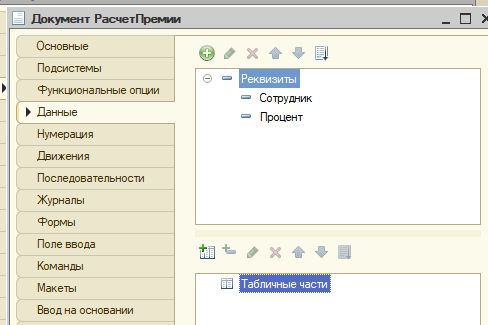 Документ РасчетПремии
Основные
Подсистемы
Функциональные опции
Данные
Нумерация
Движения
Последовательности
Журналы
Формы
Поле ввода
Команды
Макеты
Ввод на основании
Реквизиты
Сотрудник
Процент
Табличные части